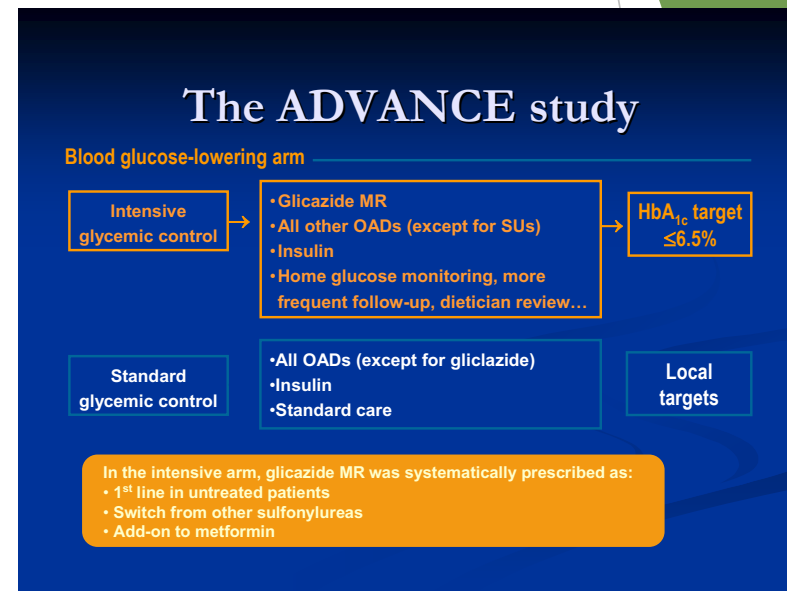 The ADVANCE study
Blood glucose-lowering arm
Intensive
glycemic control
•Glicazide MR
•All other OADs (except for SUs)
•Insulin
•Home glucose monitoring, more
frequent follow-up, dietician review…
HbA1c target
≤6.5%
Standard
glycemic control
•All OADs (except for gliclazide)
•Insulin
•Standard care
Local
targets
In the intensive arm, glicazide MR was systematically prescribed as:
• 1st line in untreated patients
• Switch from other sulfonylureas
• Add-on to metformin